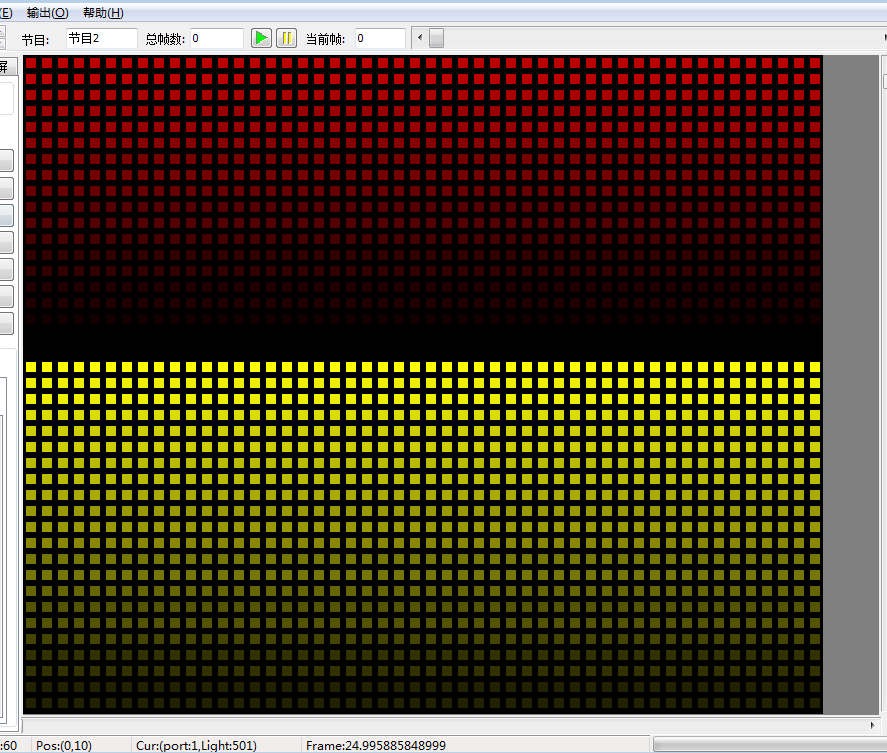 (E) 输出(O) 帮助(H)
节目: 节目2 总帧数: 0 当前帧: 0
屏
:60 Pos:(0,10) Cur:(port:1,Light:501) Frame:24.995885848999